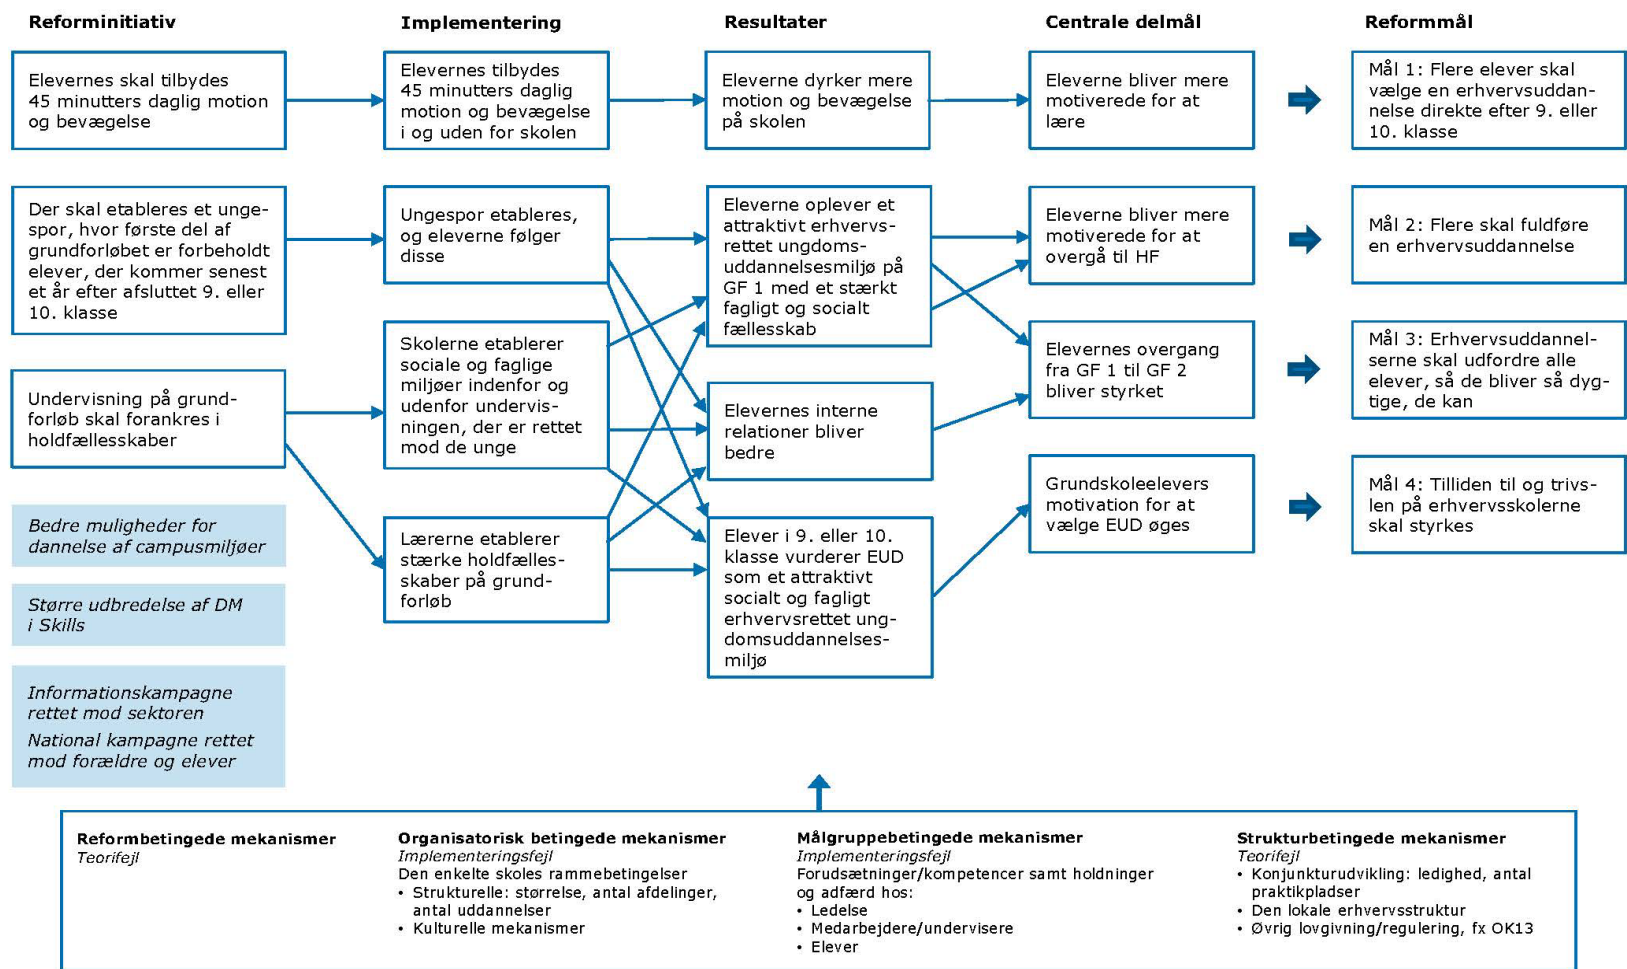 Reforminitiativ
Elevernes skal tilbydes
45 minutters daglig motion
og bevægelse
Der skal etableres et unge-
spor, hvor første del af
grundforløbet er forbeholdt
elever, der kommer senest
et år efter afsluttet 9. eller
10. klasse
Undervisning på grund-
forløb skal forankres i
holdfællesskaber
Bedre muligheder for
dannelse af campusmiljøer
Større udbredelse af DM
i Skills
Informationskampagne
rettet mod sektoren
National kampagne rettet
mod forældre og elever
Implementering
Elevernes tilbydes
45 minutters daglig
motion og bevægelse
i og uden for skolen
Ungespor etableres,
og eleverne følger
disse
Skolerne etablerer
sociale og faglige
miljøer indenfor og
udenfor undervis-
ningen, der er rettet
mod de unge
Lærerne etablerer
stærke holdfælles-
skaber på grund-
forløb
Resultater
Eleverne dyrker mere
motion og bevægelse
på skolen
Eleverne oplever et
attraktivt erhvervs-
rettet ungdoms-
uddannelsesmiljø på
GF 1 med et stærkt
fagligt og socialt
fællesskab
Elevernes interne
relationer bliver
bedre
Elever i 9. eller 10.
klasse vurderer EUD
som et attraktivt
socialt og fagligt
erhvervsrettet ung-
domsuddannelses-
miljø
Centrale delmål
Eleverne bliver mere
motiverede for at
lære
Eleverne bliver mere
motiverede for at
overgå til HF
Elevernes overgang
fra GF 1 til GF 2
bliver styrket
Grundskoleelevers
motivation for at
vælge EUD øges
Reformmål
Mål 1: Flere elever skal
vælge en erhvervsuddan-
nelse direkte efter 9. eller
10. klasse
Mål 2: Flere skal fuldføre
en erhvervsuddannelse
Mål 3: Erhvervsuddannel-
serne skal udfordre alle
elever, så de bliver så dyg-
tige, de kan
Mål 4: Tilliden til og trivs-
len på erhvervsskolerne
skal styrkes
Reformbetingede mekanismer
Teorifejl
Organisatorisk betingede mekanismer
Implementeringsfejl
Den enkelte skoles rammebetingelser
• Strukturelle: størrelse, antal afdelinger,
antal uddannelser
• Kulturelle mekanismer
Målgruppebetingede mekanismer
Implementeringsfejl
Forudsætninger/kompetencer samt holdninger
og adfærd hos:
• Ledelse
• Medarbejdere/undervisere
• Elever
Strukturbetingede mekanismer
Teorifejl
• Konjunkturudvikling: ledighed, antal
praktikpladser
• Den lokale erhvervsstruktur
• Øvrig lovgivning/regulering, fx OK13